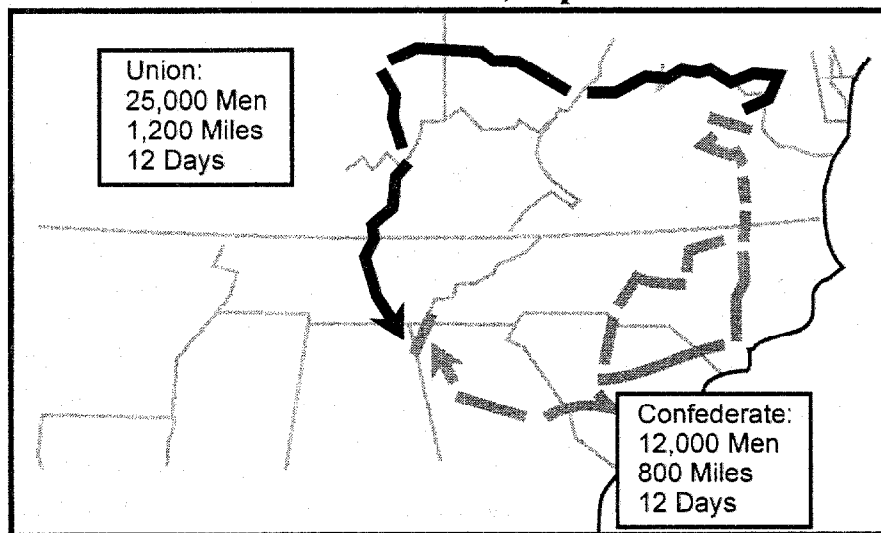 Union:
25,000 Men
1,200 Miles
12 Days
Confederate:
12,000 Men
800 Miles
12 Days